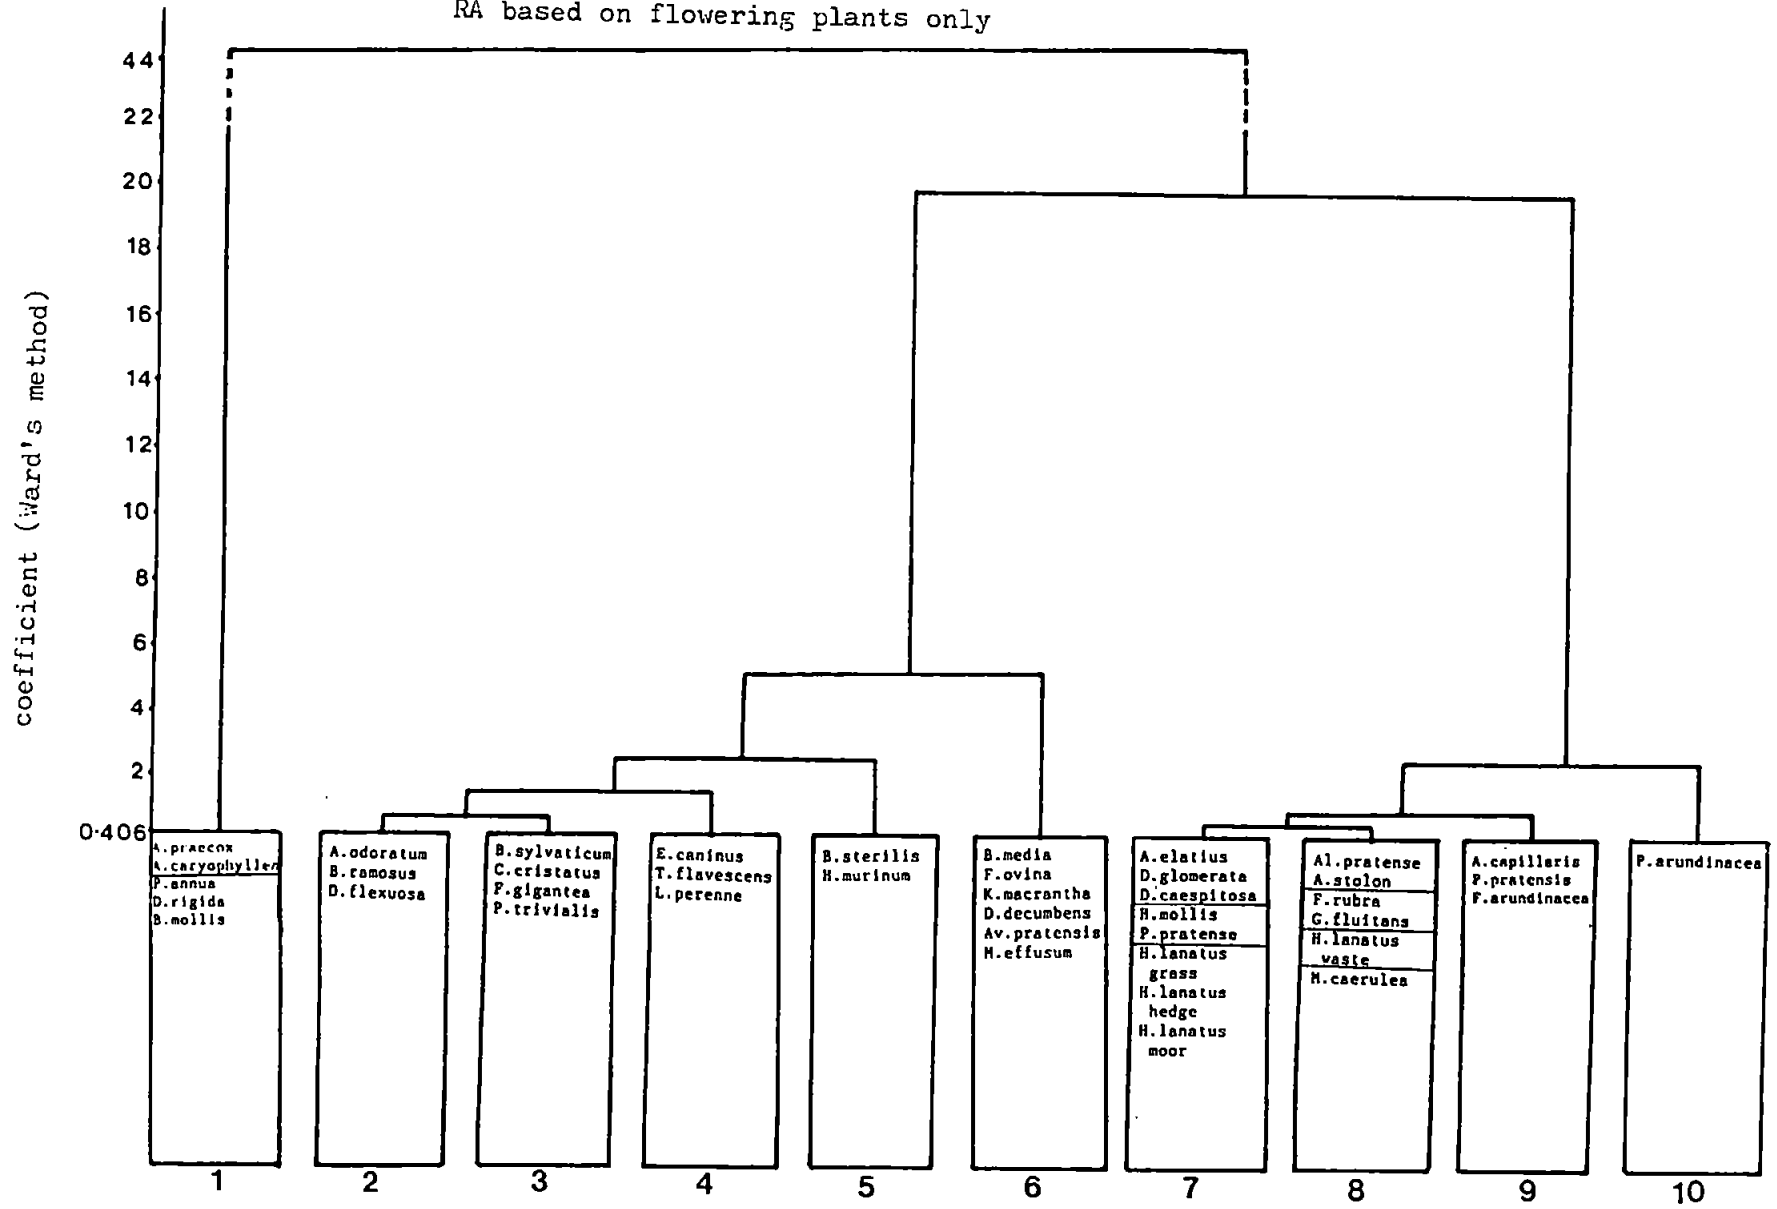 RA based on flowering plants only
coefficient (Ward's method)
44
22
20
18
16
14
12
10
8
6
4
2
0·406
A.praecox
A.caryophyllea
P.annua
D.rigida
B.mollis
1
A.odoratum
B.ramosus
D.flexuosa
2
B.sylvaticum
C.cristatus
F.gigantea
P.trivialis
3
E.caninus
T.flavescens
L.perenne
4
B.sterilis
H.murinum
5
B.media
F.ovina
K.macrantha
D.decumbens
Av.pratensis
M.effusum
6
A.elatius
D.glomerata
D.caespitosa
H.mollis
P.pratense
H.lanatus
grass
H.lanatus
hedge
H.lanatus
moor
7
Al.pratense
A.stolon
F.rubra
G.fluitans
H.lanatus
waste
M.caerulea
8
A.capillaris
P.pratensis
F.arundinacea
9
P.arundinacea
10